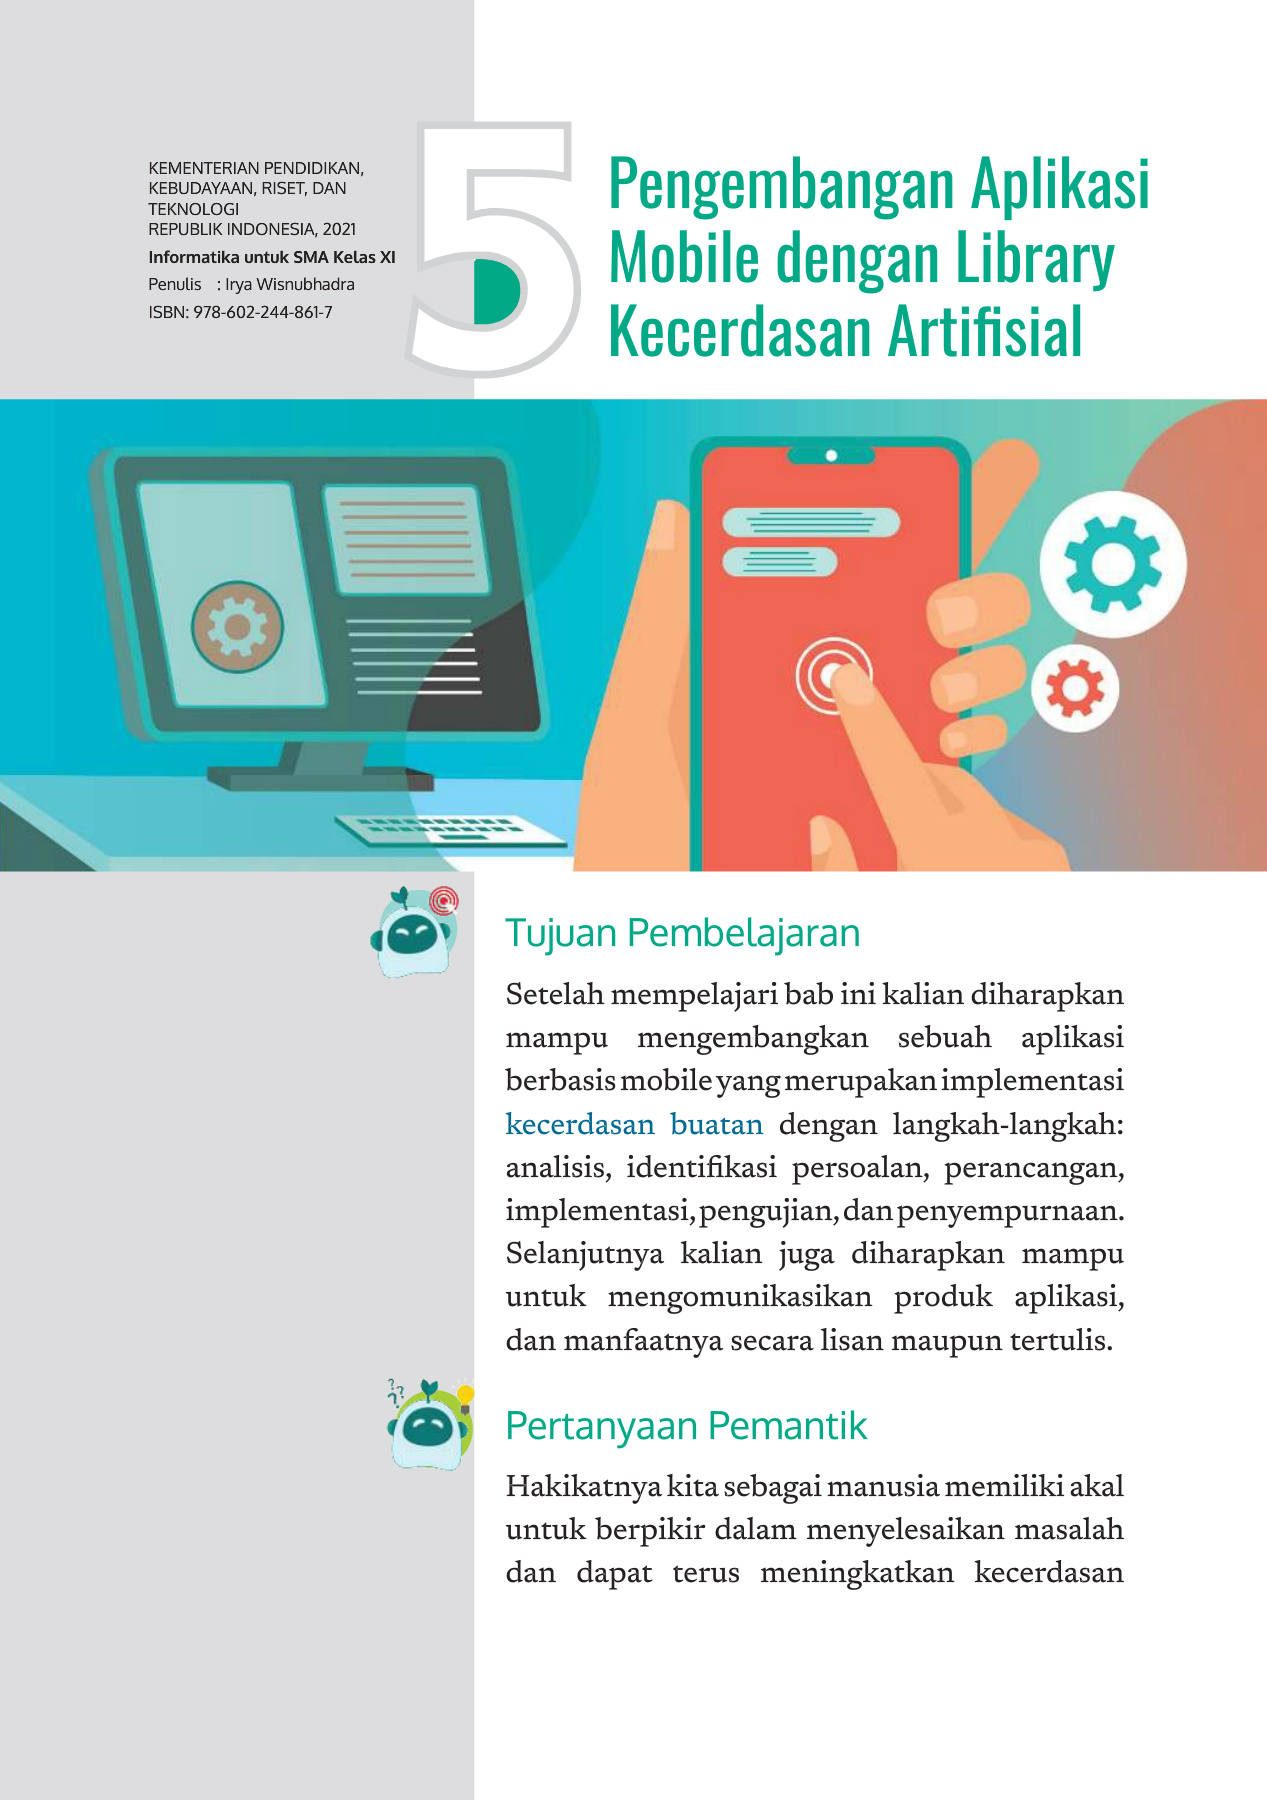 KEMENTERIAN PENDIDIKAN,
KEBUDAYAAN, RISET, DAN
TEKNOLOGI
REPUBLIK INDONESIA, 2021
Informatika untuk SMA Kelas XI
Penulis : Irya Wisnubhadra
ISBN: 978-602-244-861-7
5
Pengembangan Aplikasi
Mobile dengan Library
Kecerdasan Artifisial
Tujuan Pembelajaran
Setelah mempelajari bab ini kalian diharapkan
mampu mengembangkan sebuah aplikasi
berbasis mobile yang merupakan implementasi
kecerdasan buatan dengan langkah-langkah:
analisis, identifikasi persoalan, perancangan,
implementasi, pengujian, dan penyempurnaan.
Selanjutnya kalian juga diharapkan mampu
untuk mengomunikasikan produk aplikasi,
dan manfaatnya secara lisan maupun tertulis.
???
Pertanyaan Pemantik
Hakikatnya kita sebagai manusia memiliki akal
untuk berpikir dalam menyelesaikan masalah
dan dapat terus meningkatkan kecerdasan